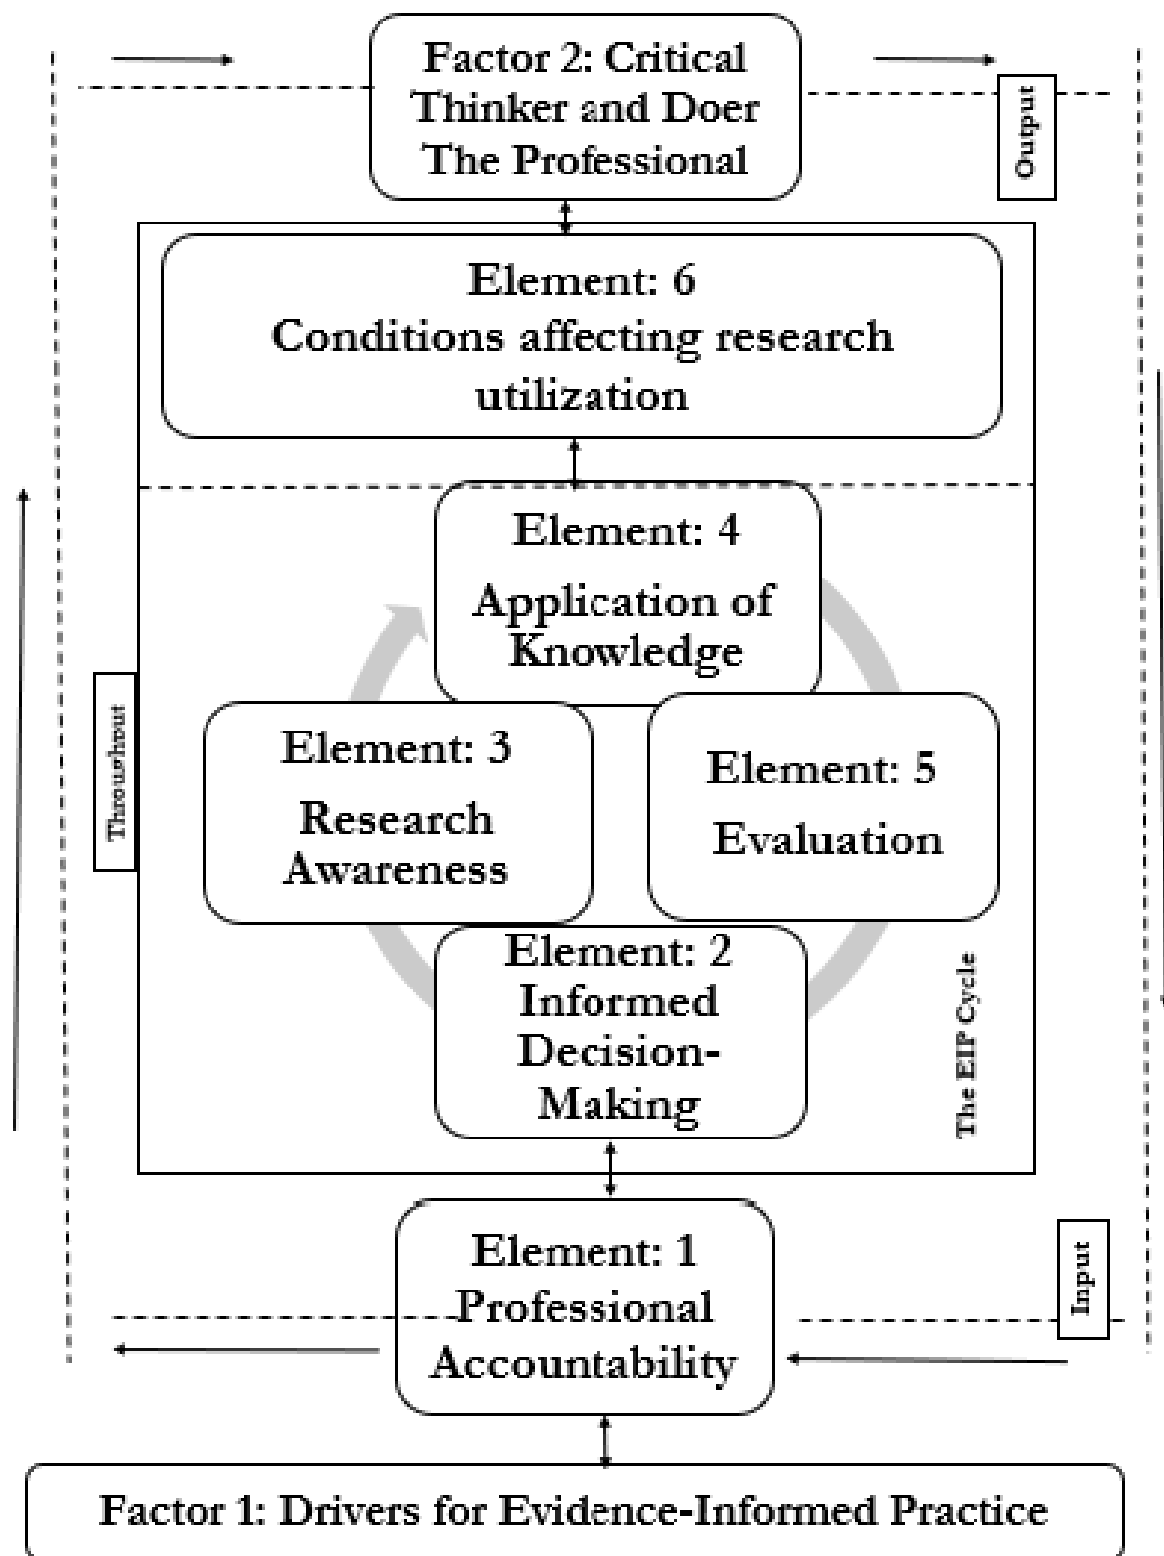 Factor 2: Critical
Thinker and Doer
The Professional
Output
Element: 6
Conditions affecting research
utilization
Element: 4
Application of
Knowledge
Throughput
Element: 3
Research
Awareness
Element: 5
Evaluation
Element: 2
Informed
Decision-
Making
The EIP Cycle
Element: 1
Professional
Accountability
Input
Factor 1: Drivers for Evidence-Informed Practice